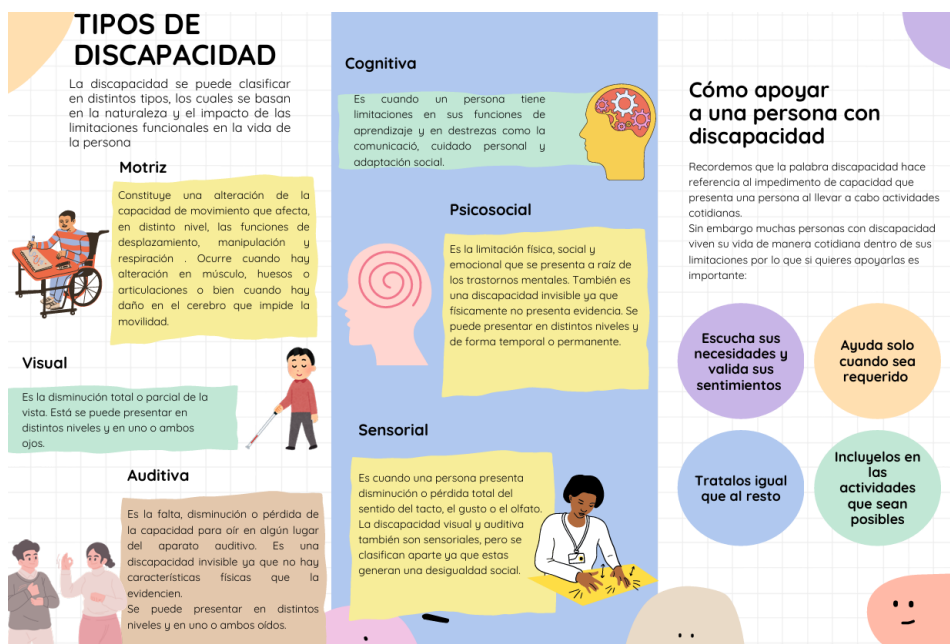 TIPOS DE
DISCAPACIDAD
La discapacidad se puede clasificar
en distintos tipos, los cuales se basan
en la naturaleza y el impacto de las
limitaciones funcionales en la vida de
la persona
Motriz
Constituye una alteración de la
capacidad de movimiento que afecta,
en distinto nivel, las funciones de
desplazamiento, manipulación y
respiración . Ocurre cuando hay
alteración en músculo, huesos o
articulaciones o bien cuando hay
daño en el cerebro que impide la
movilidad.
Visual
Es la disminución total o parcial de la
vista. Está se puede presentar en
distintos niveles y en uno o ambos
ojos.
Auditiva
Es la falta, disminución o pérdida de
la capacidad para oír en algún lugar
del aparato auditivo. Es una
discapacidad invisible ya que no hay
características físicas que la
evidencien.
Se puede presentar en distintos
niveles y en uno o ambos oídos.
Cognitiva
Es cuando un persona tiene
limitaciones en sus funciones de
aprendizaje y en destrezas como la
comunicació, cuidado personal y
adaptación social.
Psicosocial
Es la limitación física, social y
emocional que se presenta a raíz de
los trastornos mentales. También es
una discapacidad invisible ya que
físicamente no presenta evidencia. Se
puede presentar en distintos niveles y
de forma temporal o permanente.
Sensorial
Es cuando una persona presenta
disminución o pérdida total del
sentido del tacto, el gusto o el olfato.
La discapacidad visual y auditiva
también son sensoriales, pero se
clasifican aparte ya que estas
generan una desigualdad social.
Cómo apoyar
a una persona con
discapacidad
Recordemos que la palabra discapacidad hace
referencia al impedimento de capacidad que
presenta una persona al llevar a cabo actividades
cotidianas.
Sin embargo muchas personas con discapacidad
viven su vida de manera cotidiana dentro de sus
limitaciones por lo que si quieres apoyarlas es
importante:
Escucha sus
necesidades y
valida sus
sentimientos
Ayuda solo
cuando sea
requerido
Tratalos igual
que al resto
Incluyelos en
las
actividades
que sean
posibles